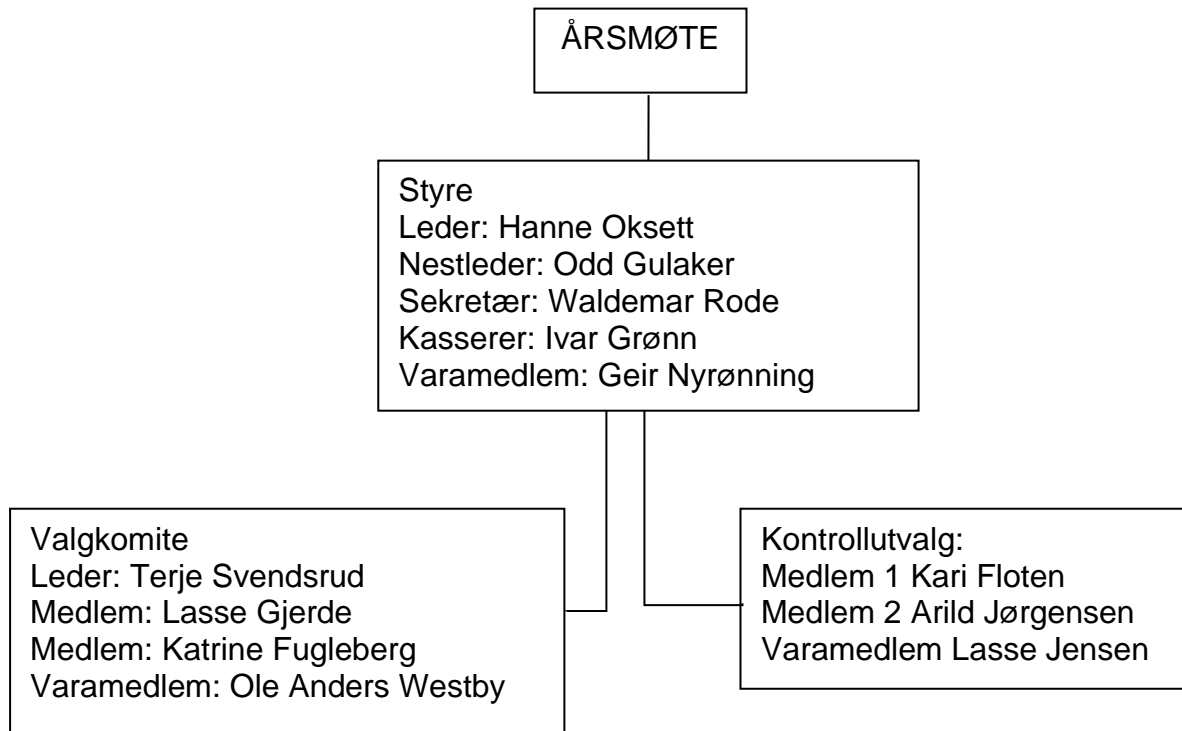 ÅRSMØTE
Styre
Leder: Hanne Oksett
Nestleder: Odd Gulaker
Sekretær: Waldemar Rode
Kasserer: Ivar Grønn
Varamedlem: Geir Nyrønning
Valgkomite
Leder: Terje Svendsrud
Medlem: Lasse Gjerde
Medlem: Katrine Fugleberg
Varamedlem: Ole Anders Westby
Kontrollutvalg:
Medlem 1 Kari Floten
Medlem 2 Arild Jørgensen
Varamedlem Lasse Jensen